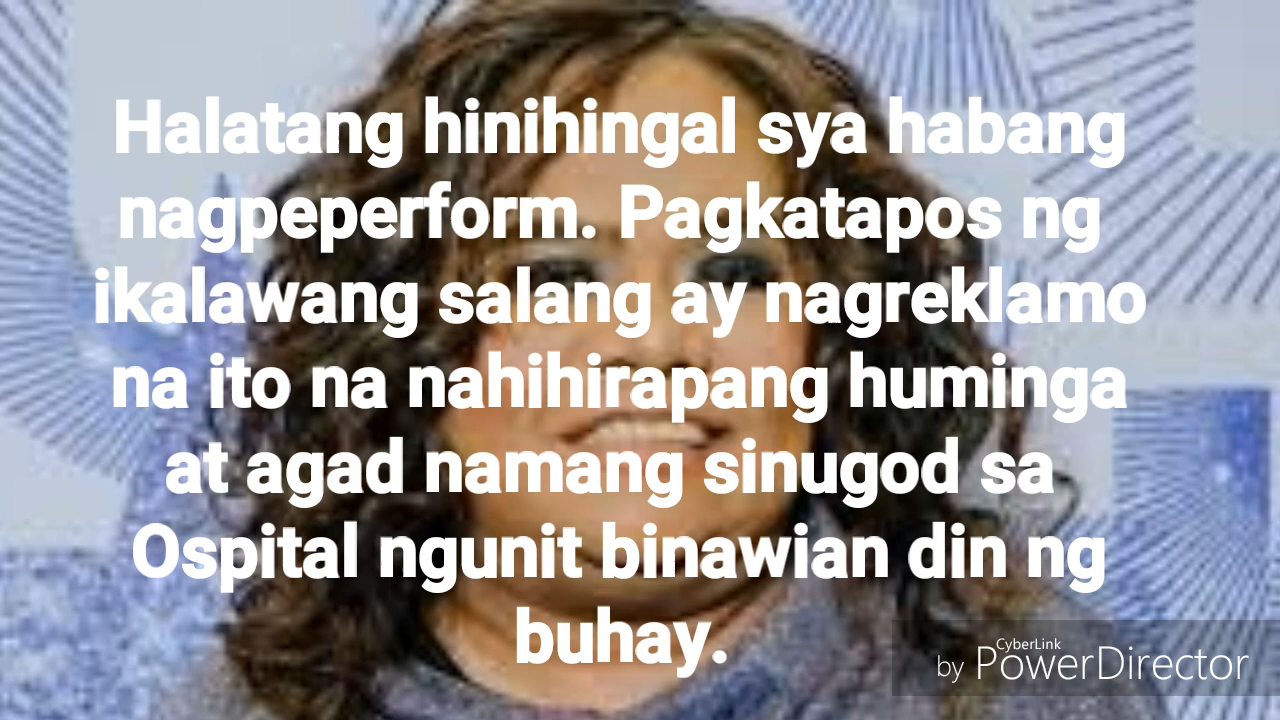 Halatang hinihingal sya habang
nagpeperform. Pagkatapos ng
ikalawang salang ay nagreklamo
na ito na nahihirapang huminga
at agad namang sinugod sa
Ospital ngunit binawian din ng
buhay.
CyberLink
by PowerDirector